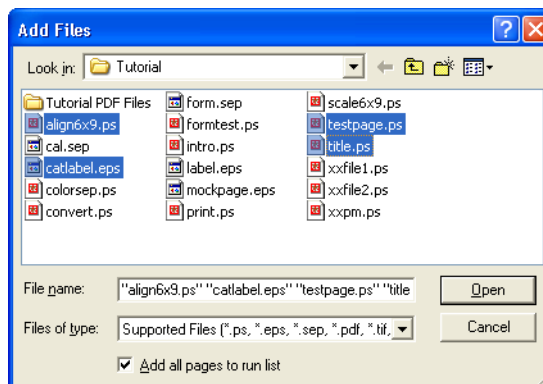 Add Files
Look in: Tutorial
Tutorial PDF Files form.sep scale6x9.ps
align6x9.ps formtest.ps testpage.ps
cal.sep intro.ps title.ps
catlabel.eps label.eps xxfile1.ps
colorsep.ps mockpage.eps xxfile2.ps
convert.ps print.ps xxpm.ps
File name: "align6x9.ps" "catlabel.eps" "testpage.ps" "title Open
Files of type: Supported Files (*.ps, *.eps, *.sep, *.pdf, *.tif, Cancel
Add all pages to run list